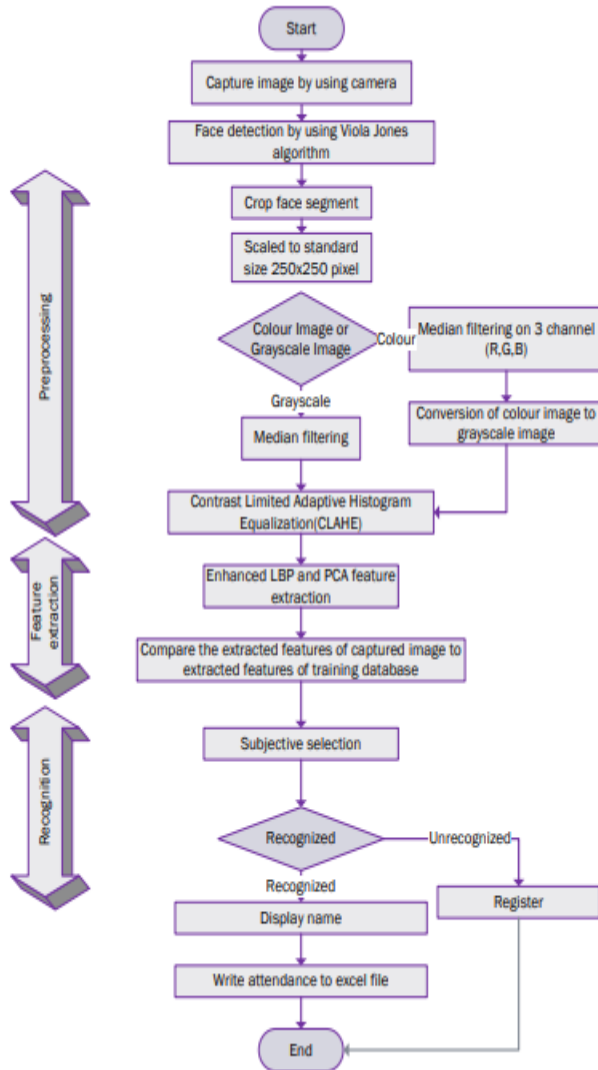 Start
Capture image by using camera
Face detection by using Viola Jones
algorithm
Crop face segment
Scaled to standard
size 250x250 pixel
Colour Image or
Grayscale Image
Colour
Median filtering on 3 channel
(R,G,B)
Conversion of colour image to
grayscale image
Grayscale
Median filtering
Contrast Limited Adaptive Histogram
Equalization(CLAHE)
Preprocessing
Enhanced LBP and PCA feature
extraction
Compare the extracted features of captured image to
extracted features of training database
Feature
extraction
Subjective selection
Recognized
Unrecognized
Register
Recognized
Display name
Write attendance to excel file
Recognition
End